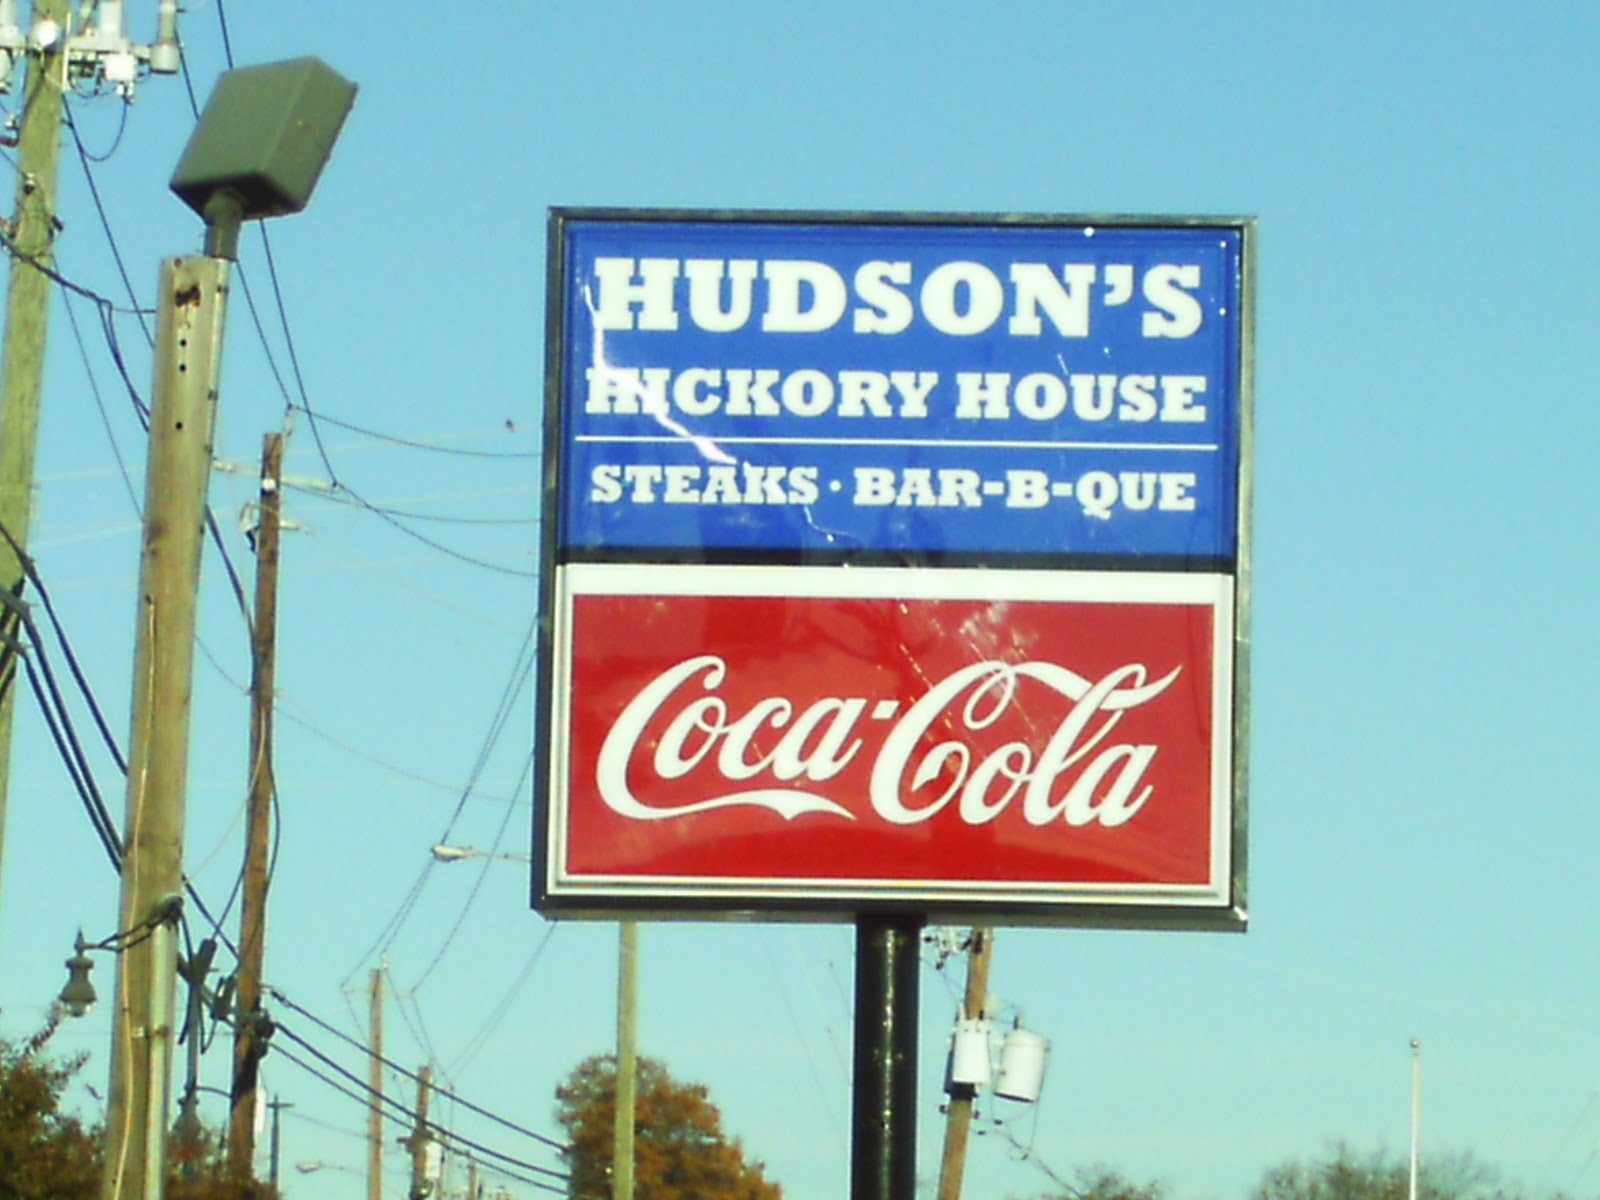 HUDSON'S
HICKORY HOUSE
STEAKS · BAR-B-QUE
Coca-Cola